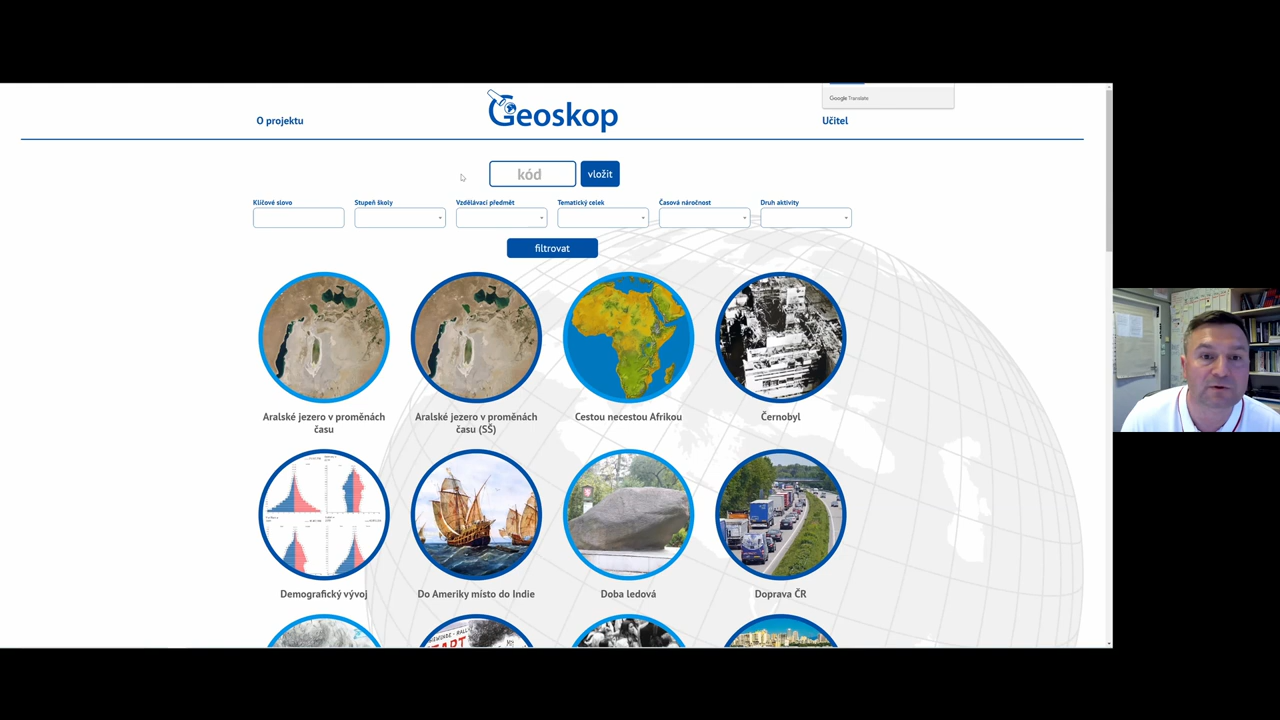 Google Translate
O projektu
Geoskop
Učitel
kód
vložit
Klíčové slovo
Stupeň školy
Vzdělávací předmět
Tematický celek
Časová náročnost
Druh aktivity
filtrovat
Aralské jezero v proměnách
času
Aralské jezero v proměnách
času (SŠ)
Cestou necestou Afrikou
Černobyl
Demografický vývoj
Do Ameriky místo do Indie
Doba ledová
Doprava ČR